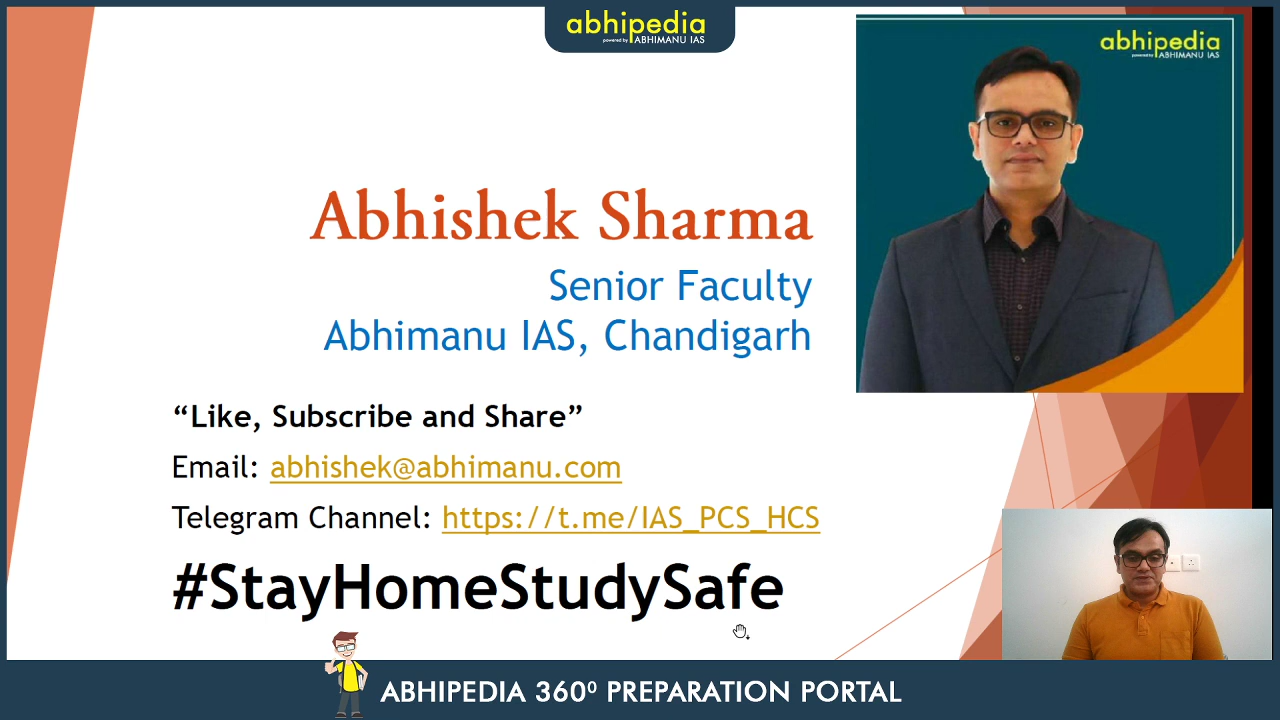 abhipedia
powered by ABHIMANU IAS
abhipedia
powered by ABHIMANU IAS
Abhishek Sharma
Senior Faculty
Abhimanu IAS, Chandigarh
“Like, Subscribe and Share”
Email: abhishek@abhimanu.com
Telegram Channel: https://t.me/IAS_PCS_HCS
#StayHomeStudySafe
ABHIPEDIA 360⁰ PREPARATION PORTAL